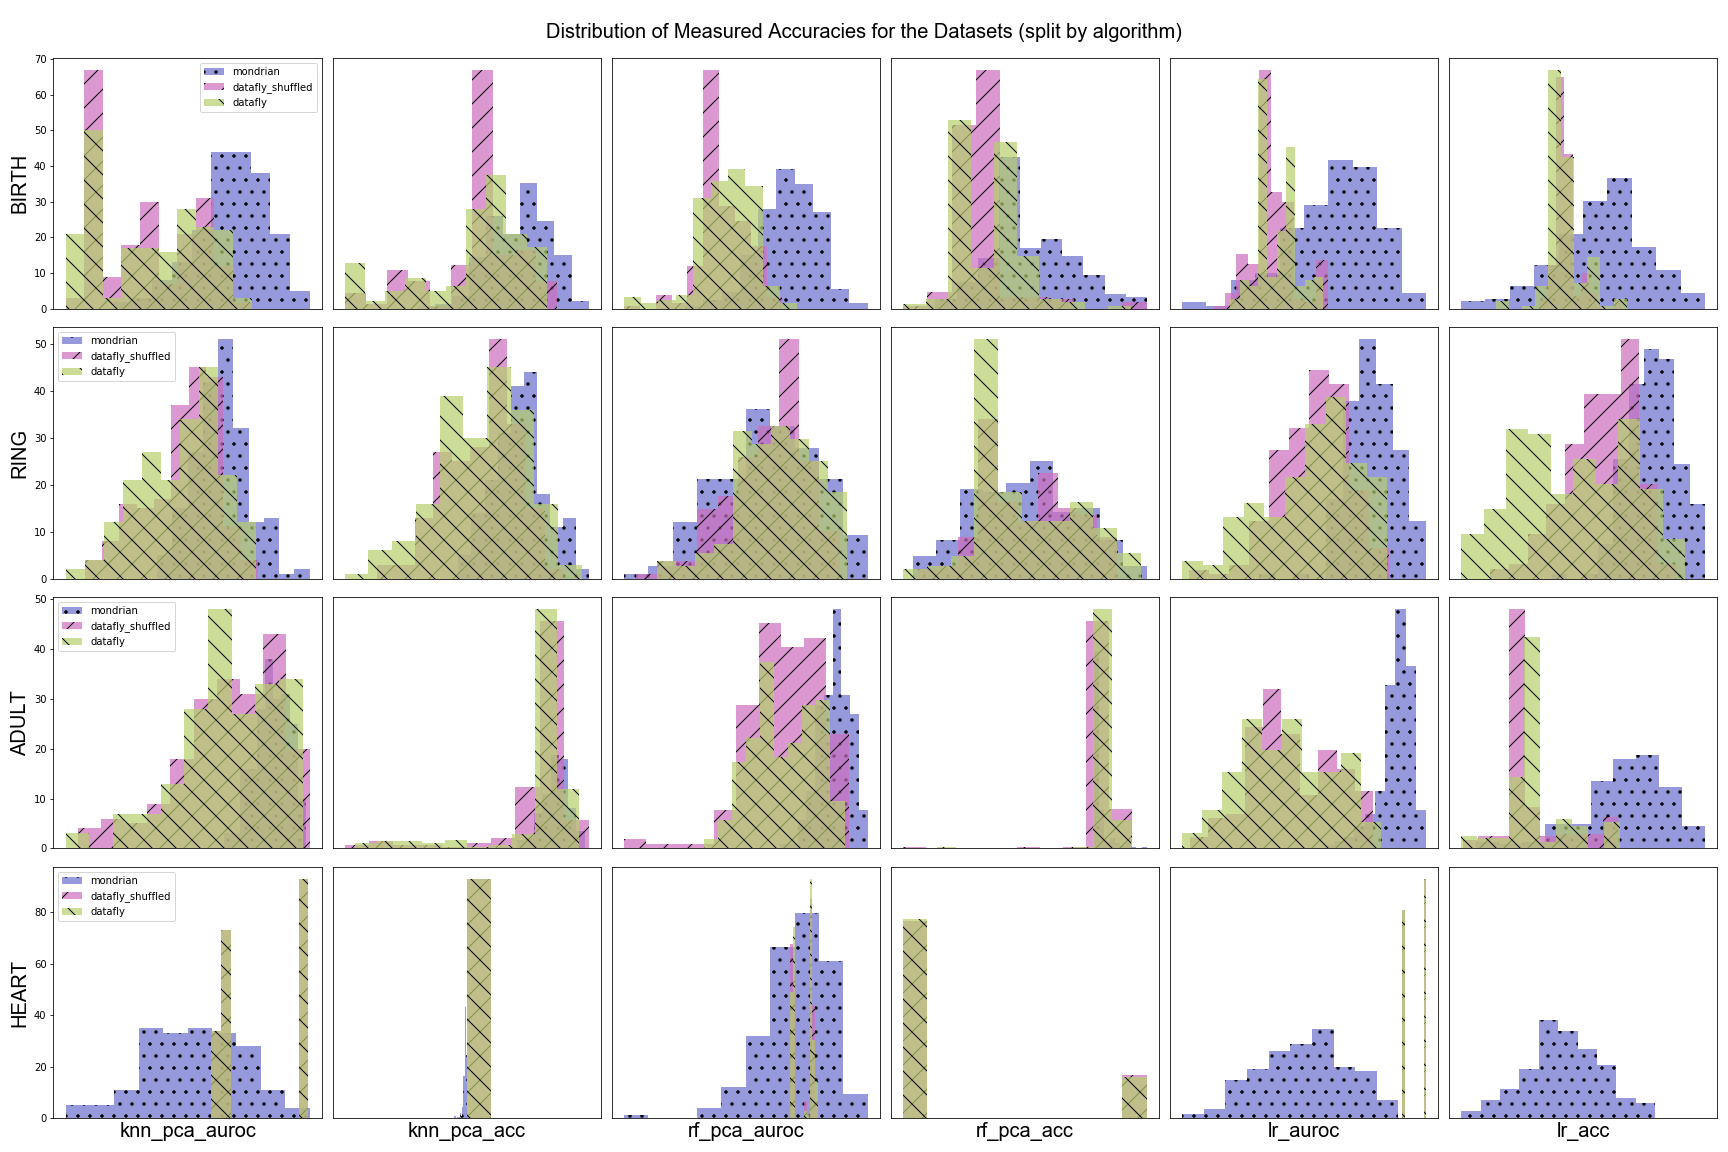 Distribution of Measured Accuracies for the Datasets (split by algorithm)
BIRTH
70
60
50
40
30
20
10
0
mondrian
datafly_shuffled
datafly
RING
50
40
30
20
10
0
mondrian
datafly_shuffled
datafly
ADULT
50
40
30
20
10
0
mondrian
datafly_shuffled
datafly
HEART
80
60
40
20
0
mondrian
datafly_shuffled
datafly
knn_pca_auroc
knn_pca_acc
rf_pca_auroc
rf_pca_acc
lr_auroc
lr_acc